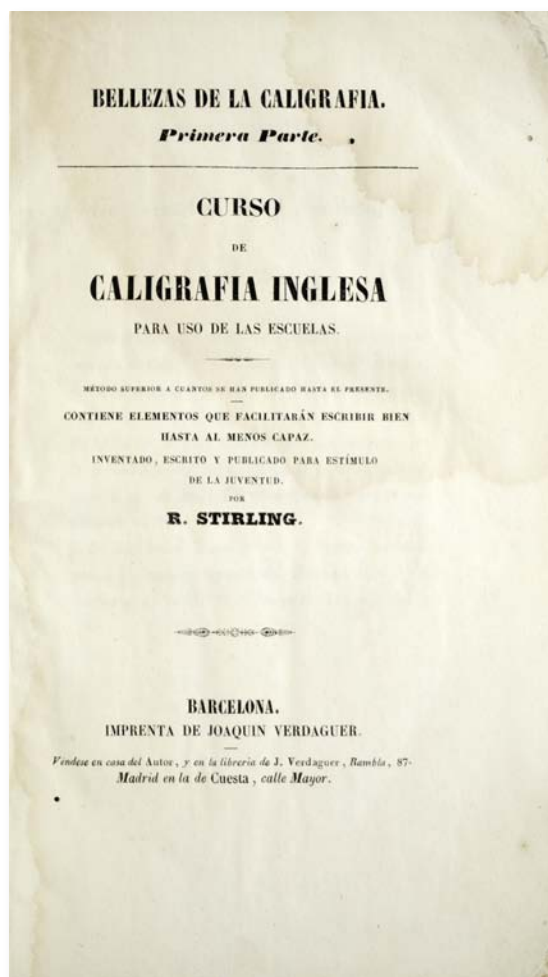 BELLEZAS DE LA CALIGRAFIA.
Primera Parte.
CURSO
DE
CALIGRAFIA INGLESA
PARA USO DE LAS ESCUELAS.
MÉTODO SUPERIOR A CUANTOS SE HAN PUBLICADO HASTA EL PRESENTE.
CONTIENE ELEMENTOS QUE FACILITARÁN ESCRIBIR BIEN
HASTA AL MENOS CAPAZ.
INVENTADO, ESCRITO Y PUBLICADO PARA ESTÍMULO
DE LA JUVENTUD.
POR
R. STIRLING.
BARCELONA.
IMPRENTA DE JOAQUIN VERDAGUER.
Véndese en casa del Autor, y en la libreria de J. Verdaguer, Rambla, 87.
Madrid en la de Cuesta, calle Mayor.